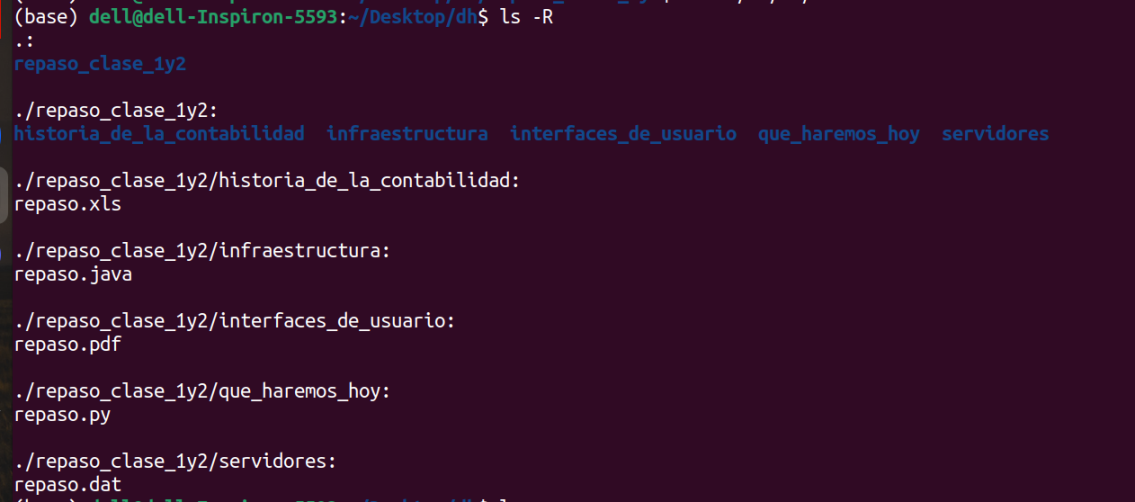 (base) dell@dell-Inspiron-5593:~/Desktop/dh$ ls -R
.:
repaso_clase_1y2
./repaso_clase_1y2:
historia_de_la_contabilidad infraestructura interfaces_de_usuario que_haremos_hoy servidores
./repaso_clase_1y2/historia_de_la_contabilidad:
repaso.xls
./repaso_clase_1y2/infraestructura:
repaso.java
./repaso_clase_1y2/interfaces_de_usuario:
repaso.pdf
./repaso_clase_1y2/que_haremos_hoy:
repaso.py
./repaso_clase_1y2/servidores:
repaso.dat